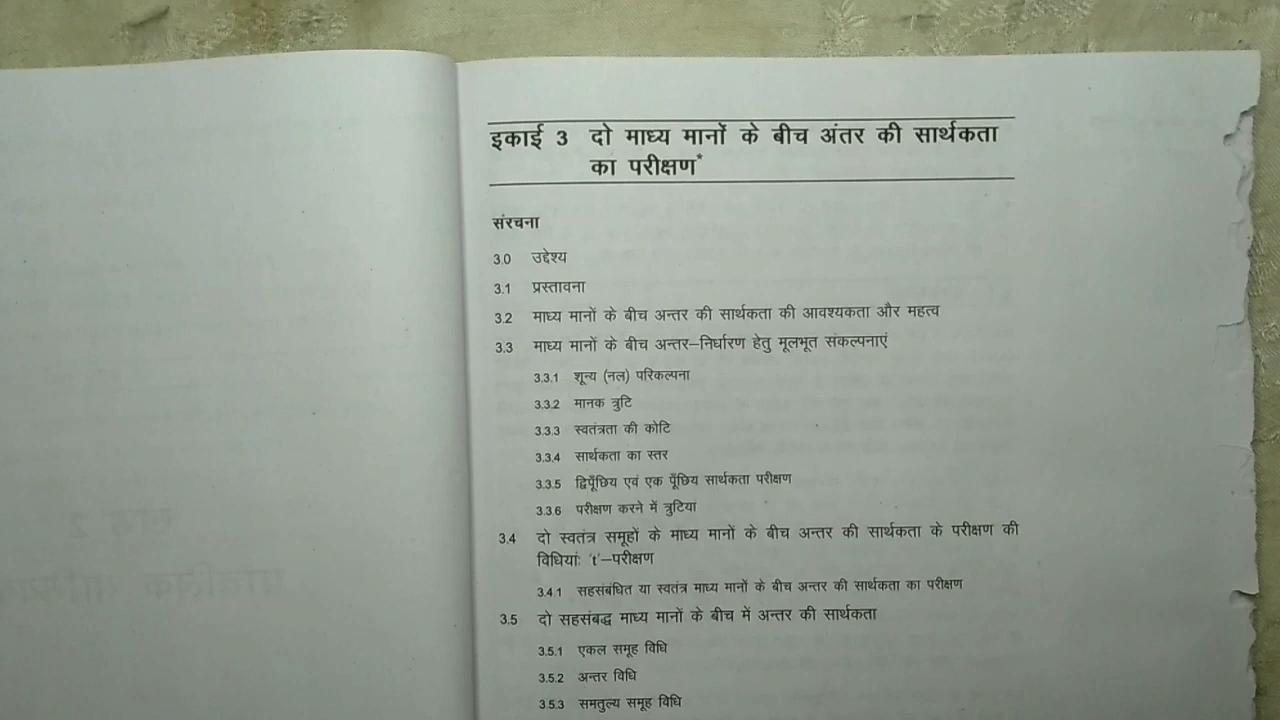 इकाई 3 दो माध्य मानों के बीच अंतर की सार्थकता
का परीक्षण*
संरचना
3.0 उद्देश्य
3.1 प्रस्तावना
3.2 माध्य मानों के बीच अन्तर की सार्थकता की आवश्यकता और महत्व
3.3 माध्य मानों के बीच अन्तर–निर्धारण हेतु मूलभूत संकल्पनाएं
3.3.1 शून्य (नल) परिकल्पना
3.3.2 मानक त्रुटि
3.3.3 स्वतंत्रता की कोटि
3.3.4 सार्थकता का स्तर
3.3.5 द्विपूँछिय एवं एक पूँछिय सार्थकता परीक्षण
3.3.6 परीक्षण करने में त्रुटिया
3.4 दो स्वतंत्र समूहों के माध्य मानों के बीच अन्तर की सार्थकता के परीक्षण की
विधियांः 't'–परीक्षण
3.4.1 सहसंबंधित या स्वतंत्र माध्य मानों के बीच अन्तर की सार्थकता का परीक्षण
3.5 दो सहसंबद्ध माध्य मानों के बीच में अन्तर की सार्थकता
3.5.1 एकल समूह विधि
3.5.2 अन्तर विधि
3.5.3 समतुल्य समूह विधि